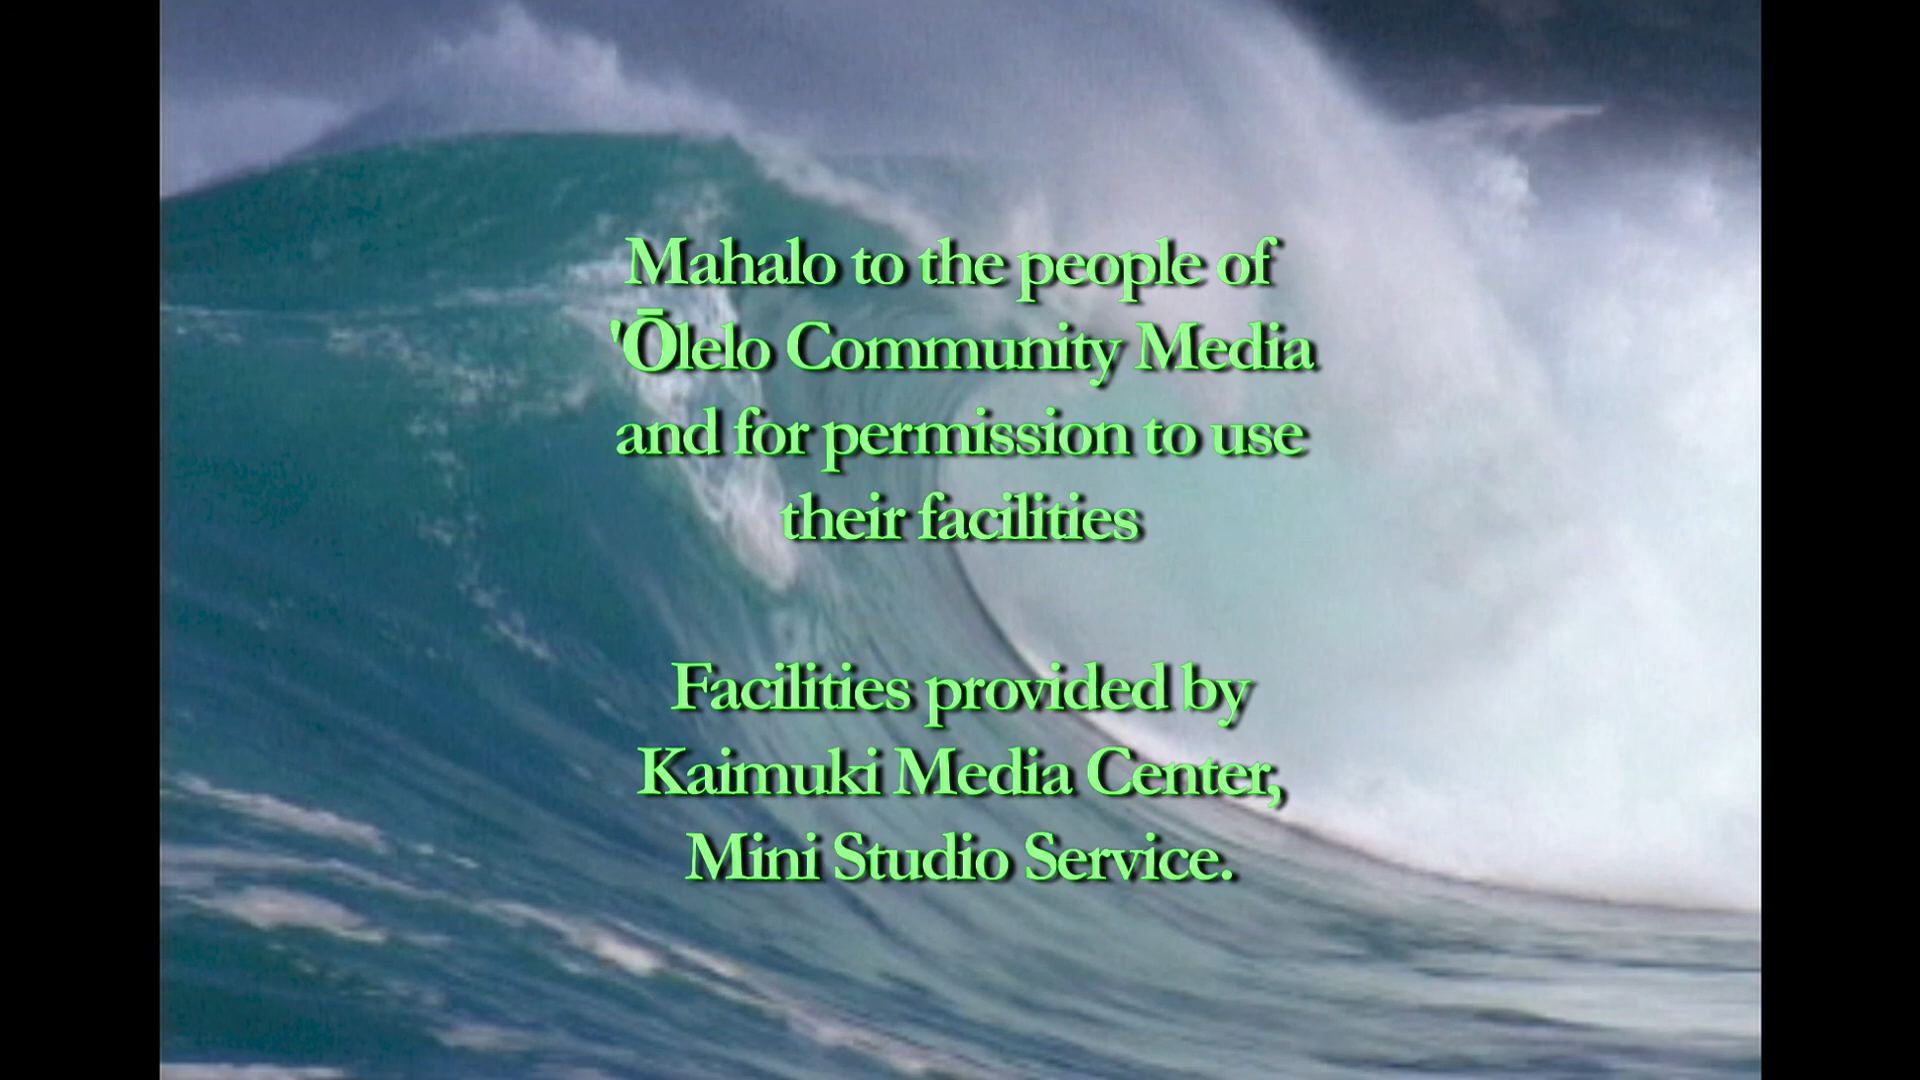 Mahalo to the people of
'Ōlelo Community Media
and for permission to use
their facilities
Facilities provided by
Kaimuki Media Center,
Mini Studio Service.